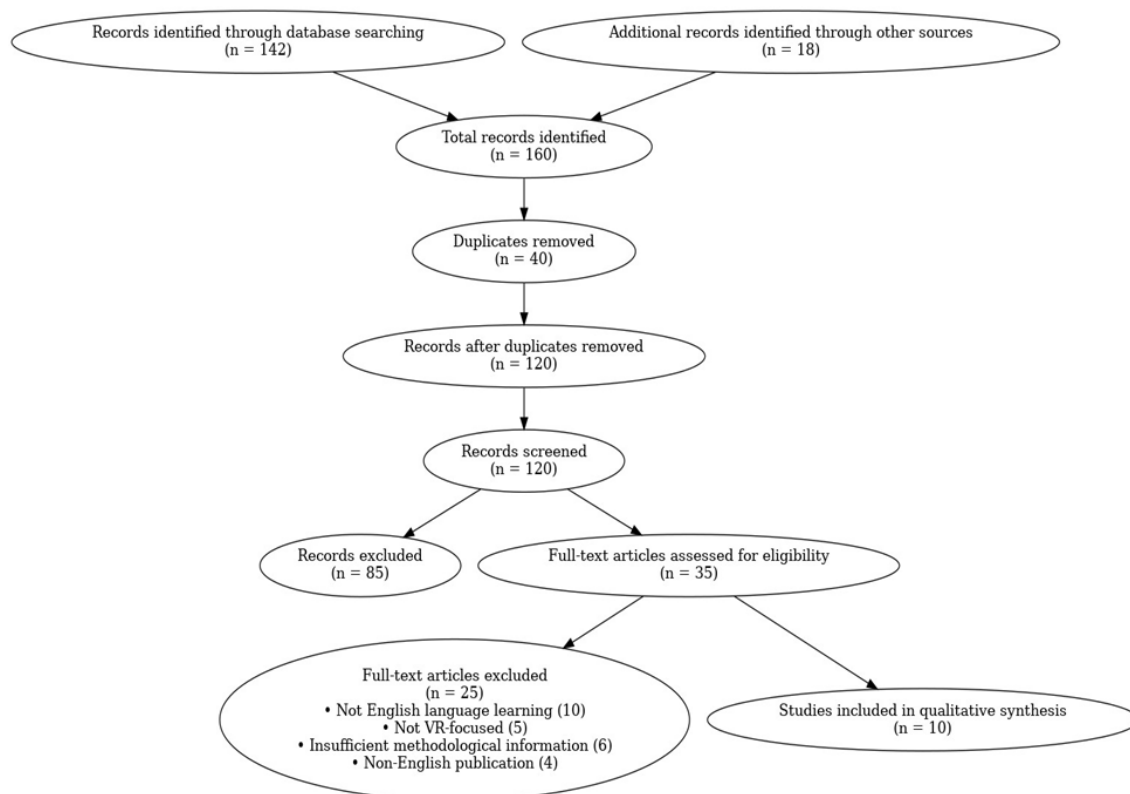 Records identified through database searching
(n = 142)
Additional records identified through other sources
(n = 18)
Total records identified
(n = 160)
Duplicates removed
(n = 40)
Records after duplicates removed
(n = 120)
Records screened
(n = 120)
Records excluded
(n = 85)
Full-text articles assessed for eligibility
(n = 35)
Full-text articles excluded
(n = 25)
• Not English language learning (10)
• Not VR-focused (5)
• Insufficient methodological information (6)
• Non-English publication (4)
Studies included in qualitative synthesis
(n = 10)